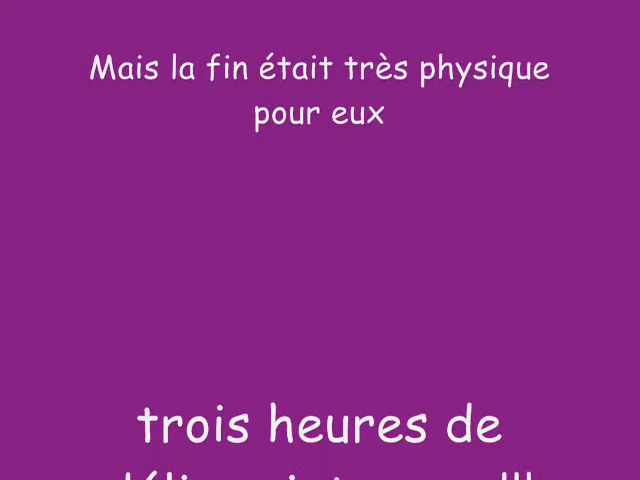 Mais la fin était très physique
pour eux
trois heures de